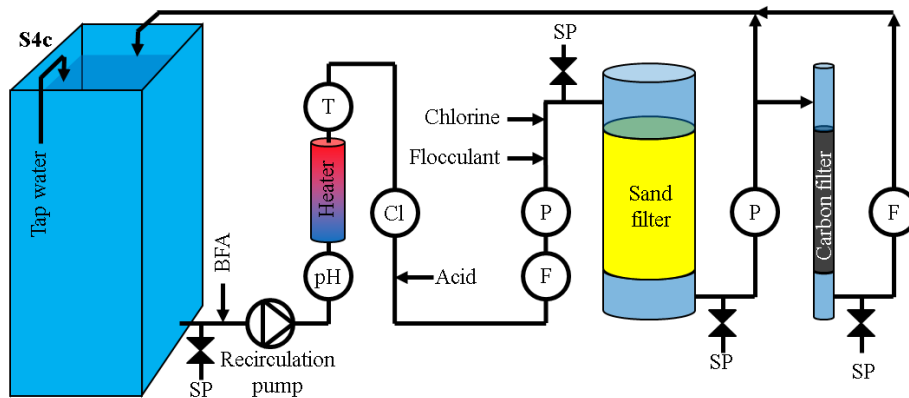 S4c
Tap water
BFA
SP
Recirculation
pump
T
Heater
pH
Cl
Acid
SP
Chlorine
Flocculant
P
F
Sand
filter
SP
P
Carbon filter
SP
F